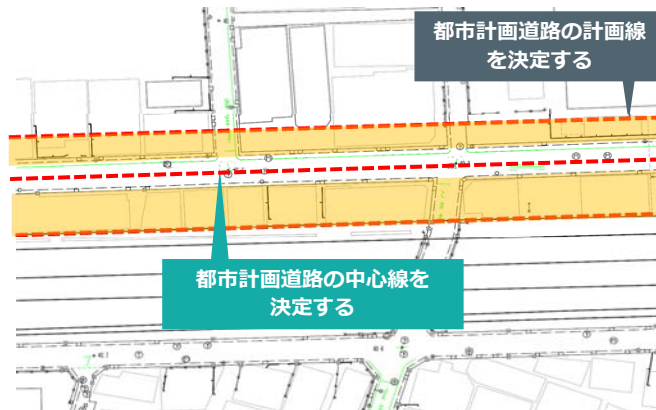 都市計画道路の計画線
を決定する
都市計画道路の中心線を
決定する